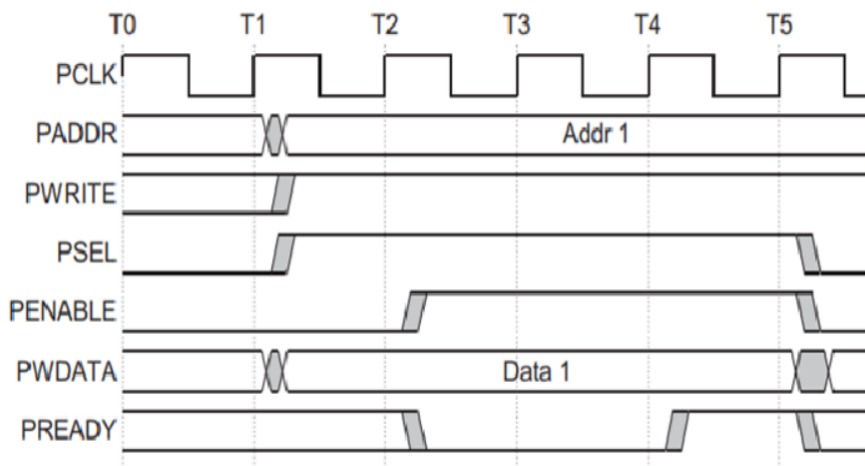 T0 T1 T2 T3 T4 T5
PCLK
PADDR Addr 1
PWRITE
PSEL
PENABLE
PWDATA Data 1
PREADY